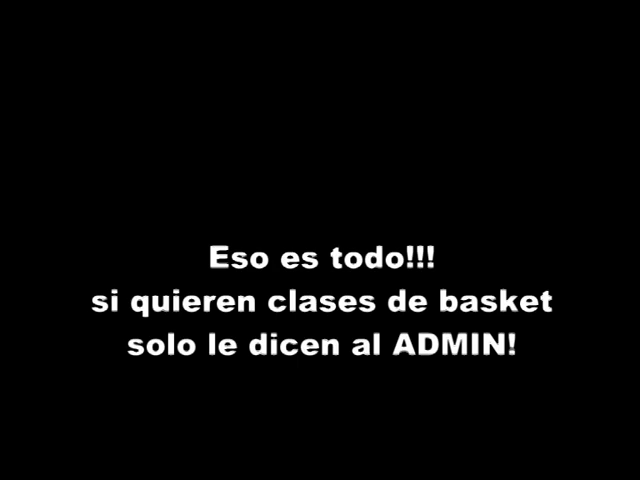 Eso es todo!!!
si quieren clases de basket
solo le dicen al ADMIN!